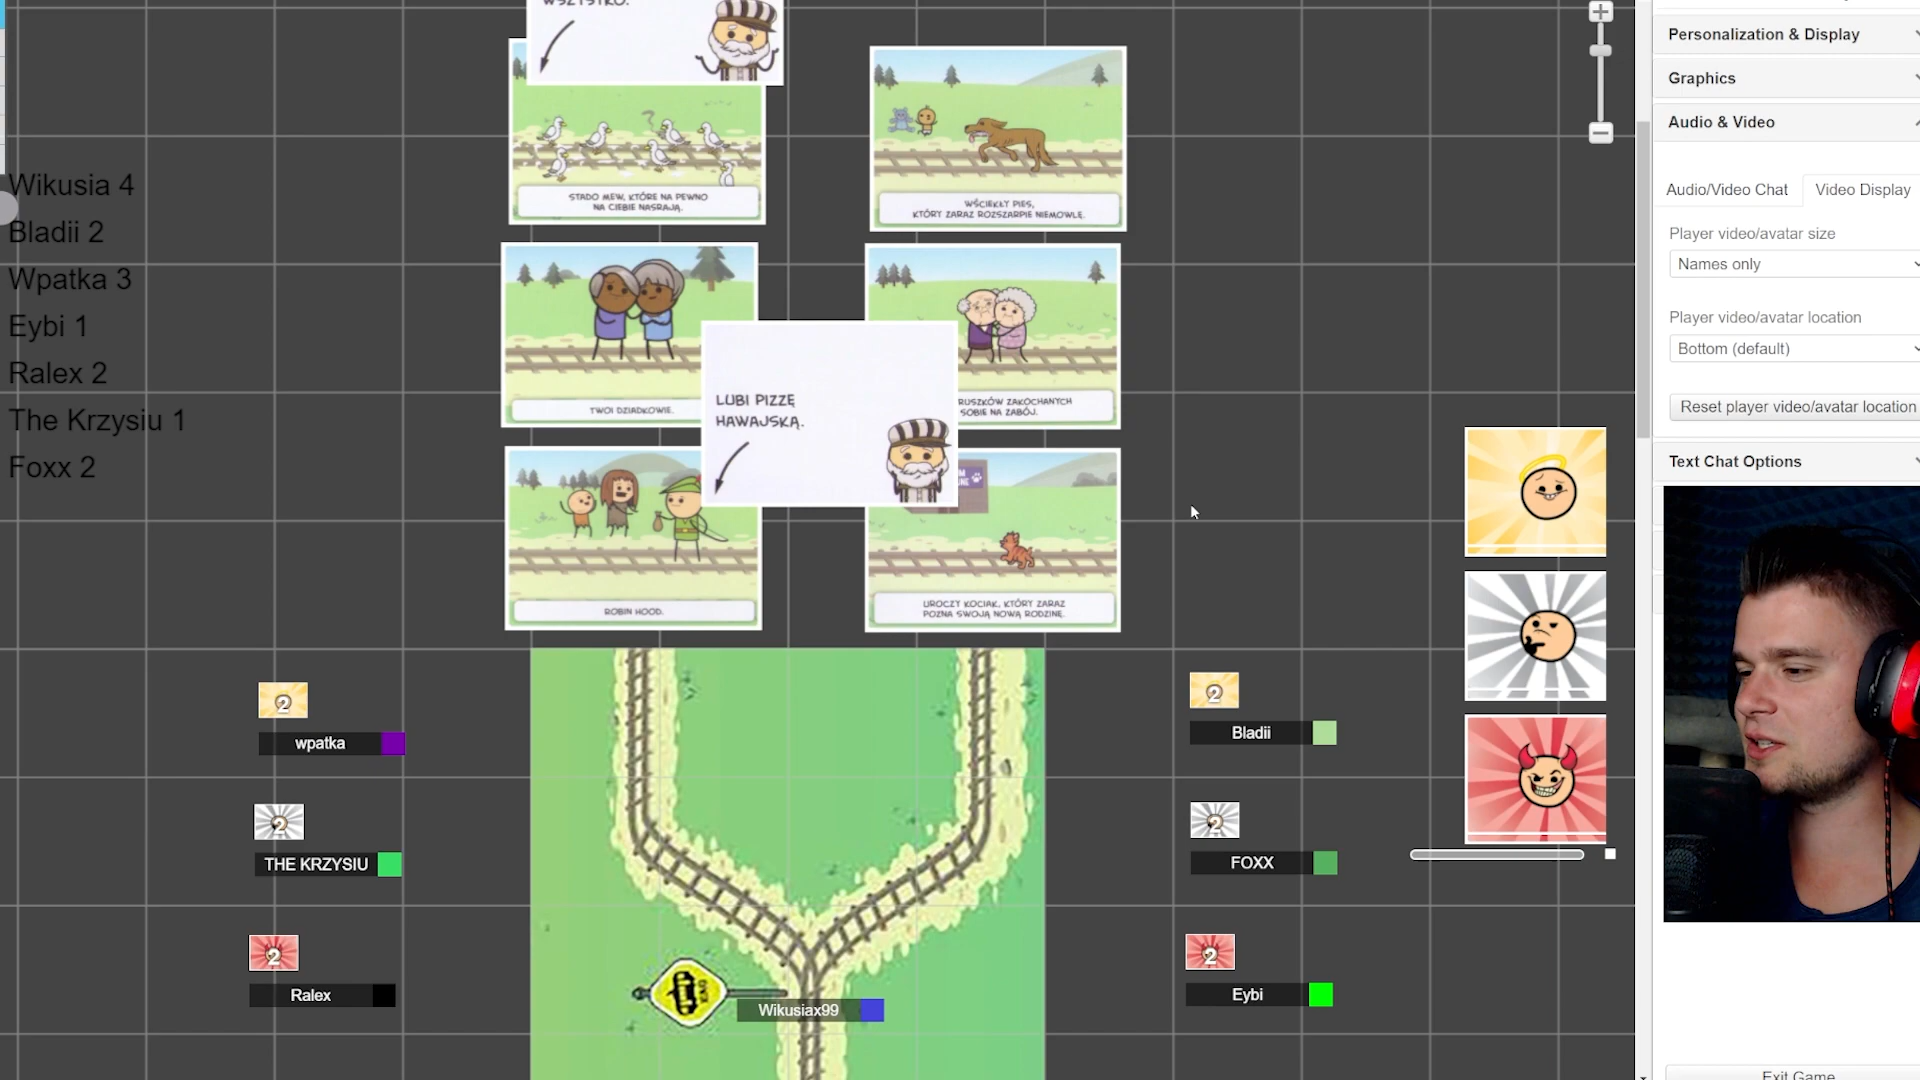 Wikusia 4
Bladii 2
Wpatka 3
Eybi 1
Ralex 2
The Krzysiu 1
Foxx 2
STADO MEW, KTÓRE NA PEWNO
NA CIEBIE NASRAJĄ.
WŚCIEKŁY PIES,
KTÓRY ZARAZ ROZSZARPIE NIEMOWLĘ.
TWOI DZIADKOWIE.
RUSZKÓW ZAKOCHANYCH
SOBIE NA ZABÓJ.
LUBI PIZZĘ
HAWAJSKĄ.
ROBIN HOOD.
UROCZY KOCIAK, KTÓRY ZARAZ
POZNA SWOJĄ NOWĄ RODZINĘ.
2
wpatka
2
THE KRZYSIU
2
Ralex
Wikusiax99
2
Bladii
2
FOXX
2
Eybi
Personalization & Display
Graphics
Audio & Video
Audio/Video Chat
Video Display
Player video/avatar size
Names only
Player video/avatar location
Bottom (default)
Reset player video/avatar location
Text Chat Options
Exit Game